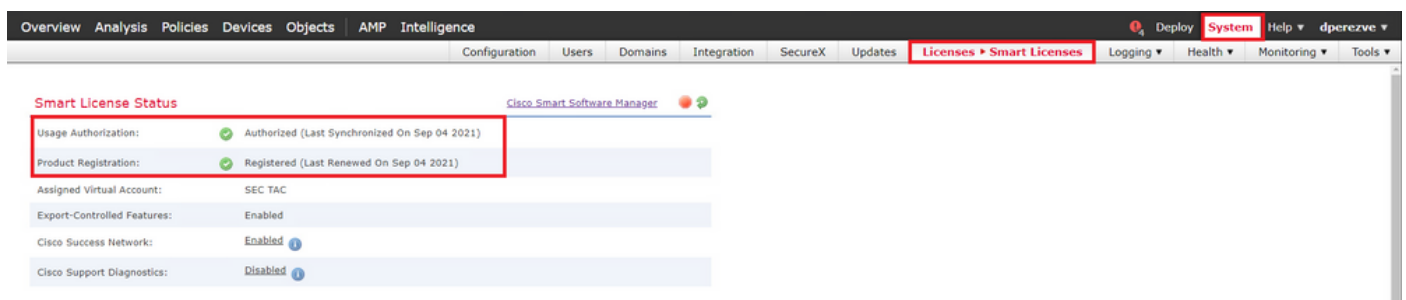 Overview Analysis Policies Devices Objects AMP Intelligence 4 Deploy System Help ▾ dperezve ▾
Configuration Users Domains Integration SecureX Updates Licenses ▸ Smart Licenses Logging ▾ Health ▾ Monitoring ▾ Tools ▾
Smart License Status Cisco Smart Software Manager
Usage Authorization: Authorized (Last Synchronized On Sep 04 2021)
Product Registration: Registered (Last Renewed On Sep 04 2021)
Assigned Virtual Account: SEC TAC
Export-Controlled Features: Enabled
Cisco Success Network: Enabled
Cisco Support Diagnostics: Disabled